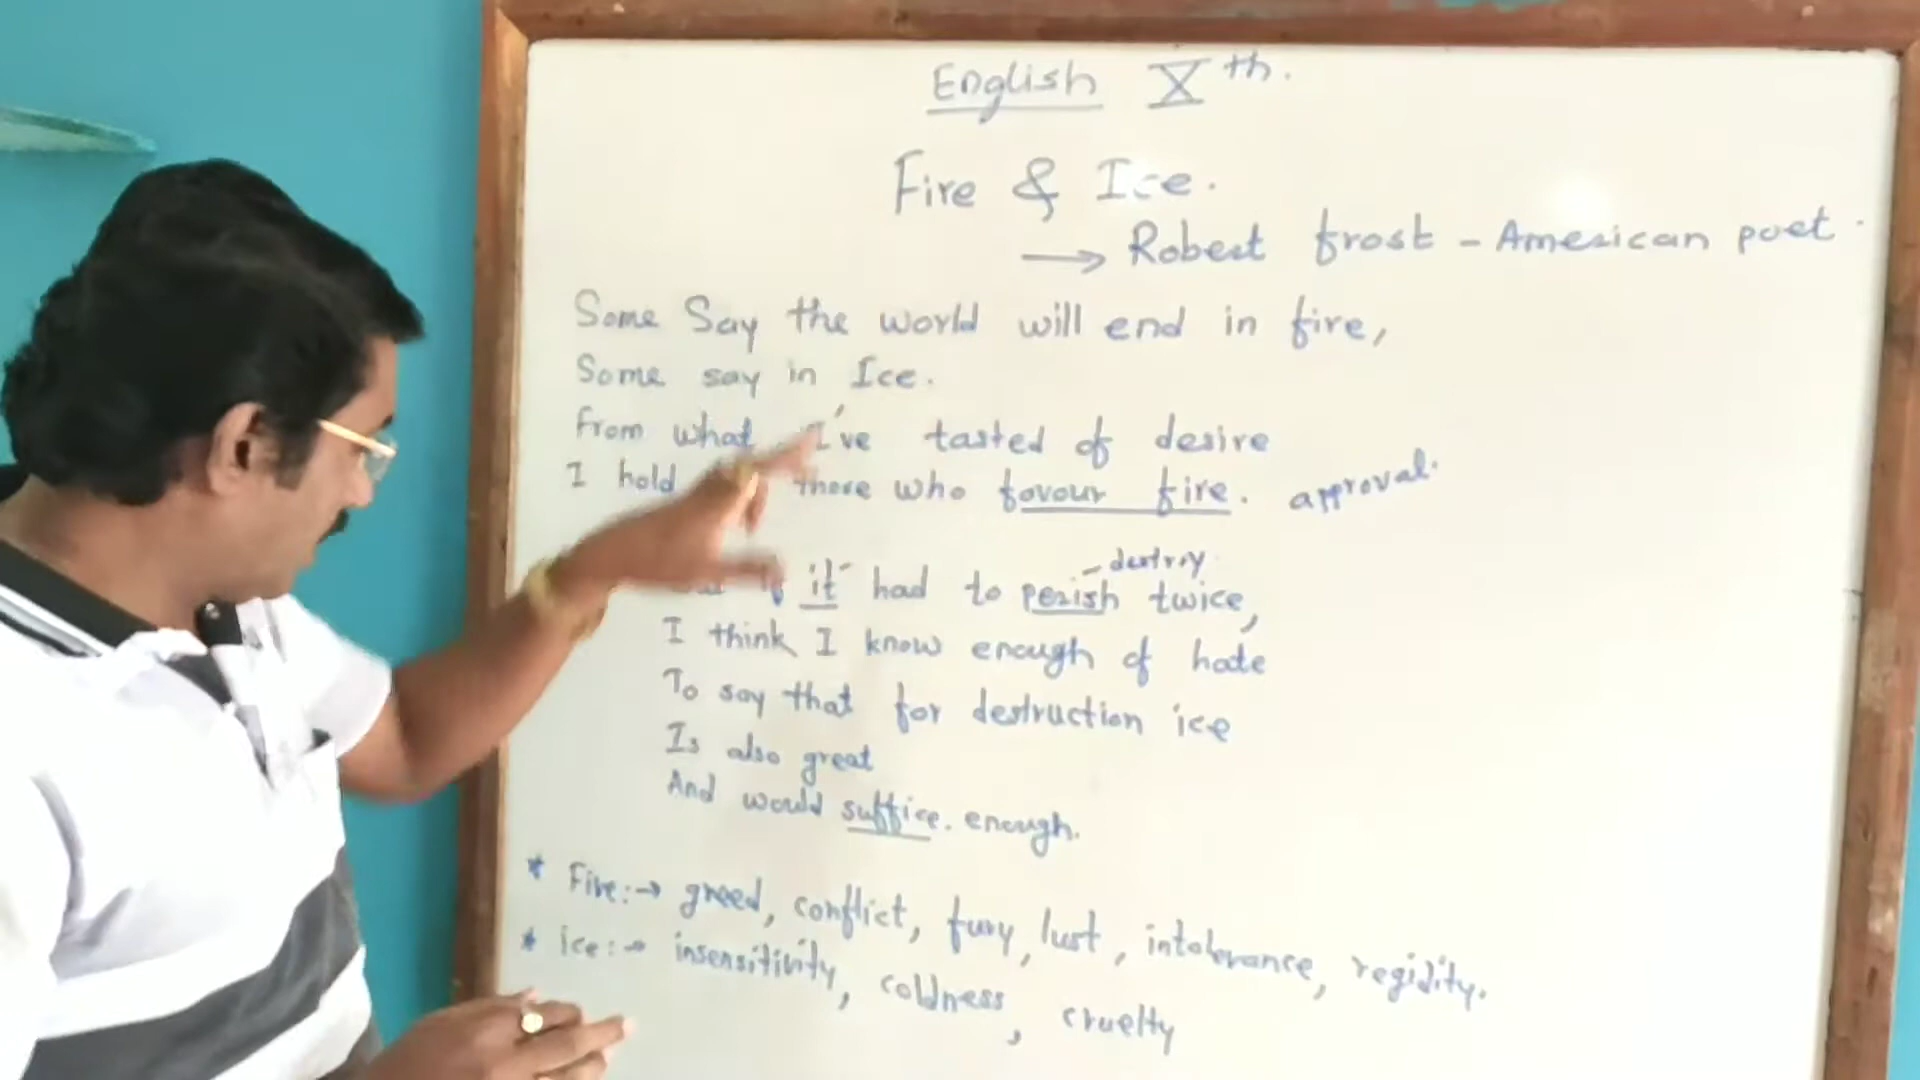 English Xth.
Fire & Ice.
→ Robert frost - American poet.
Some Say the world will end in fire,
Some say in Ice.
From what I've tasted of desire
I hold those who favour fire. approval.
- destroy
if it had to perish twice,
I think I know enough of hate
To say that for destruction ice
Is also great
And would suffice. enough.
* Fire:→ greed, conflict, fury, lust, intolerance, regidity.
* ice:→ insensitivity, coldness, cruelty